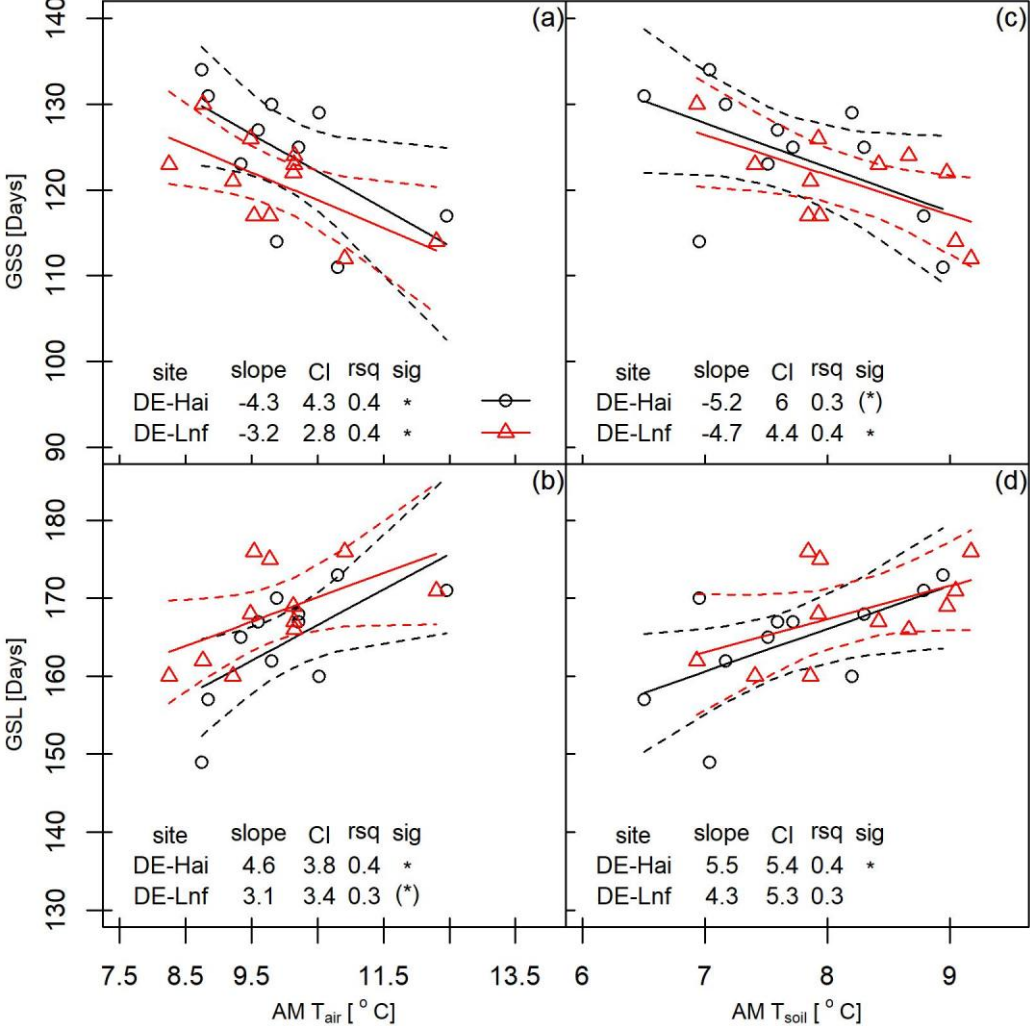 (a)
GSS [Days]
90 100 110 120 130 140
site slope CI rsq sig
DE-Hai -4.3 4.3 0.4 *
DE-Lnf -3.2 2.8 0.4 *
(c)
site slope CI rsq sig
DE-Hai -5.2 6 0.3 (*)
DE-Lnf -4.7 4.4 0.4 *
(b)
GSL [Days]
130 140 150 160 170 180
site slope CI rsq sig
DE-Hai 4.6 3.8 0.4 *
DE-Lnf 3.1 3.4 0.3 (*)
7.5 8.5 9.5 11.5 13.5
AM Tair [ ° C]
(d)
site slope CI rsq sig
DE-Hai 5.5 5.4 0.4 *
DE-Lnf 4.3 5.3 0.3
6 7 8 9
AM Tsoil [ ° C]